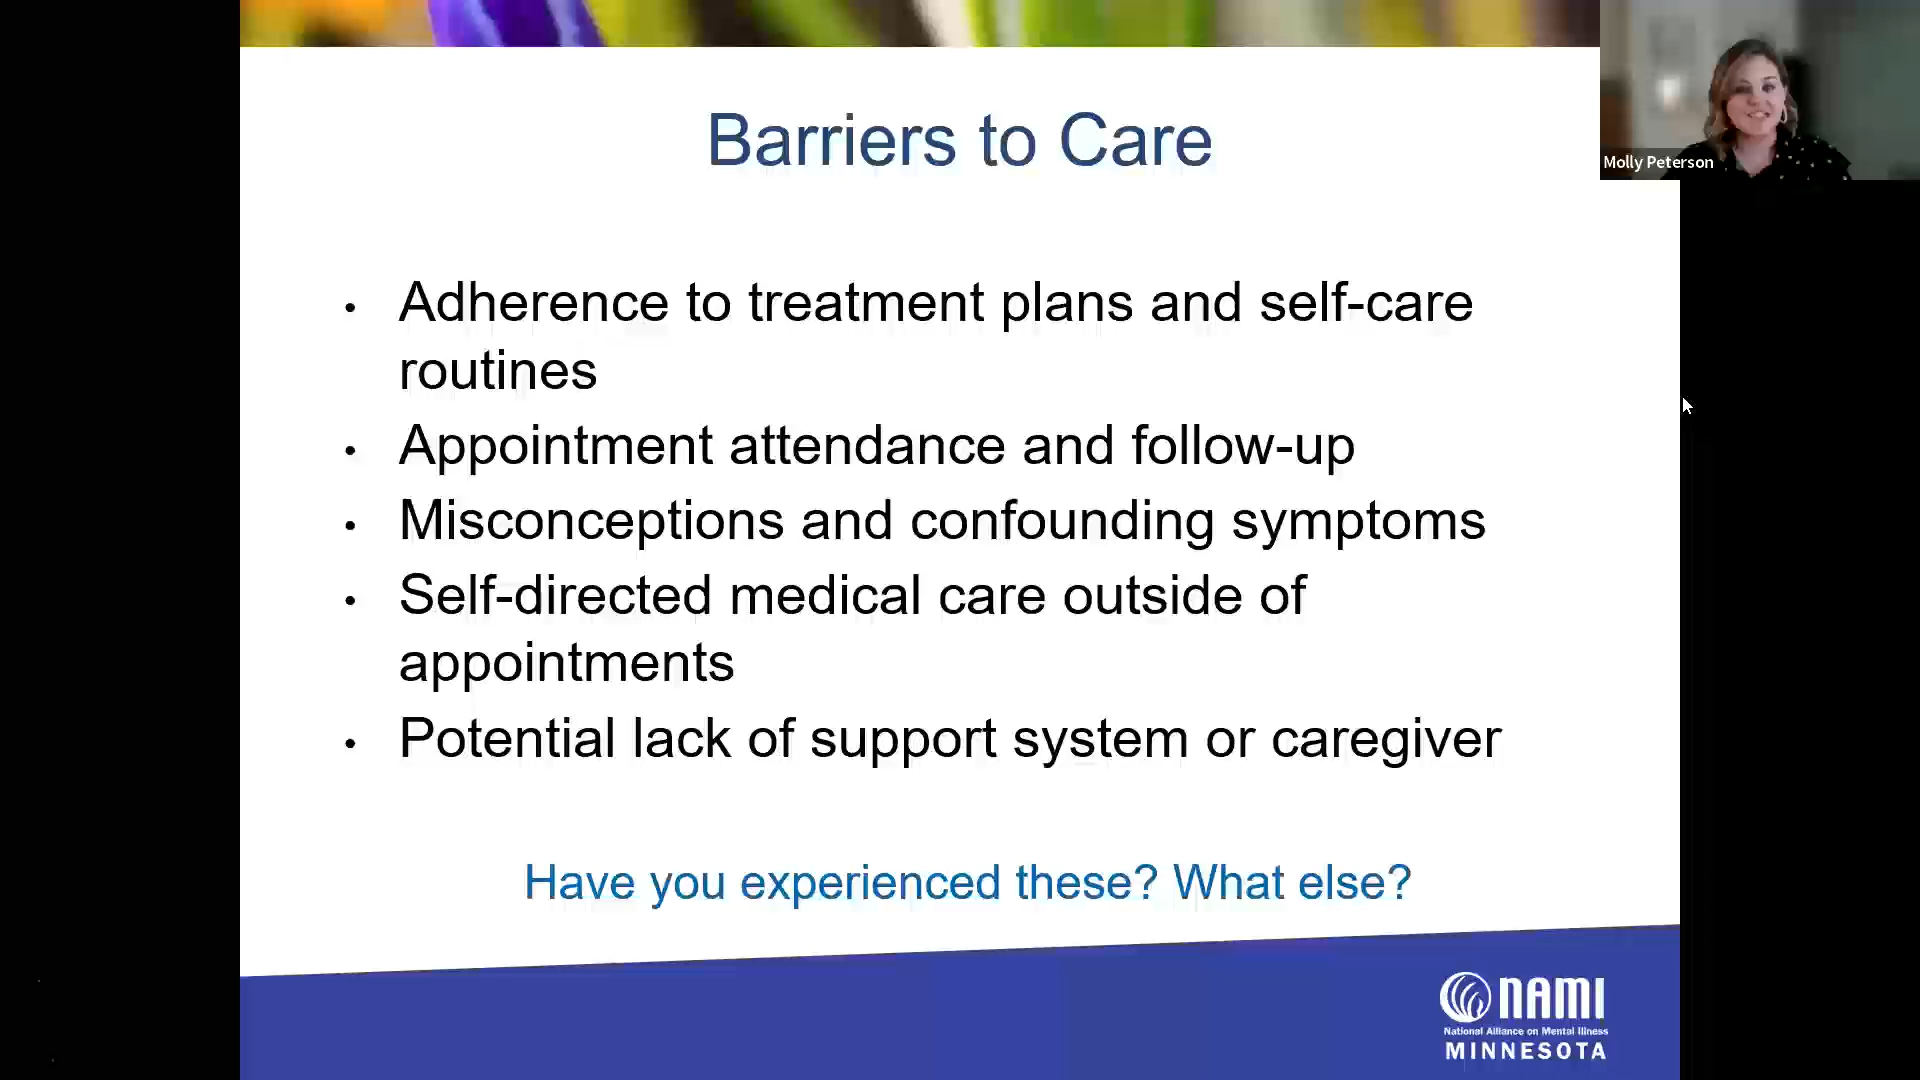 Barriers to Care
Molly Peterson
• Adherence to treatment plans and self-care
routines
• Appointment attendance and follow-up
• Misconceptions and confounding symptoms
• Self-directed medical care outside of
appointments
• Potential lack of support system or caregiver
Have you experienced these? What else?
NAMI
National Alliance on Mental Illness
MINNESOTA